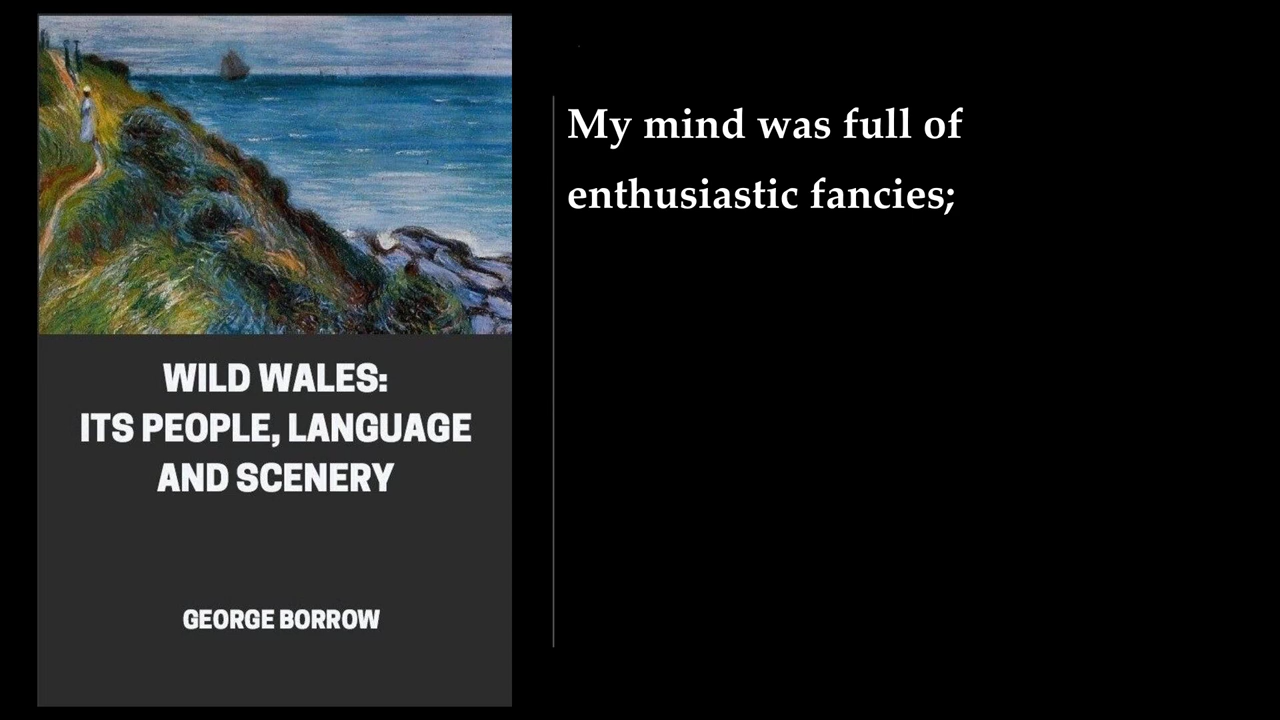 WILD WALES:
ITS PEOPLE, LANGUAGE
AND SCENERY
GEORGE BORROW
My mind was full of
enthusiastic fancies;